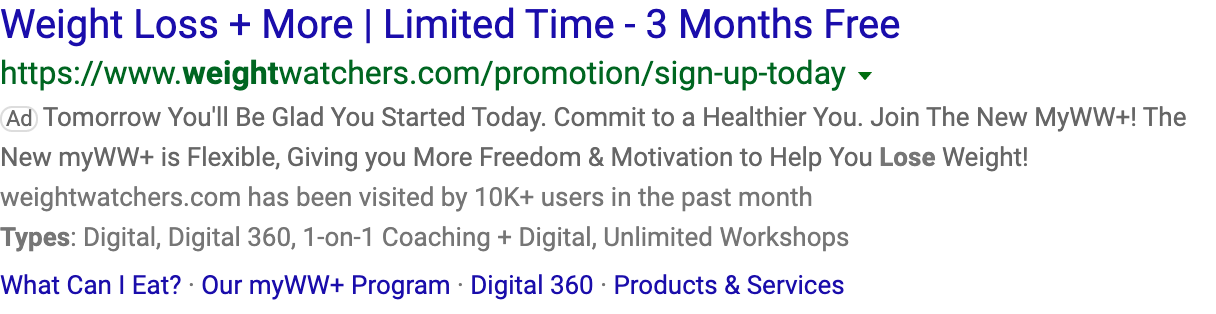 Weight Loss + More | Limited Time - 3 Months Free
https://www.weightwatchers.com/promotion/sign-up-today
Ad Tomorrow You'll Be Glad You Started Today. Commit to a Healthier You. Join The New MyWW+! The
New myWW+ is Flexible, Giving you More Freedom & Motivation to Help You Lose Weight!
weightwatchers.com has been visited by 10K+ users in the past month
Types: Digital, Digital 360, 1-on-1 Coaching + Digital, Unlimited Workshops
What Can I Eat? · Our myWW+ Program · Digital 360 · Products & Services